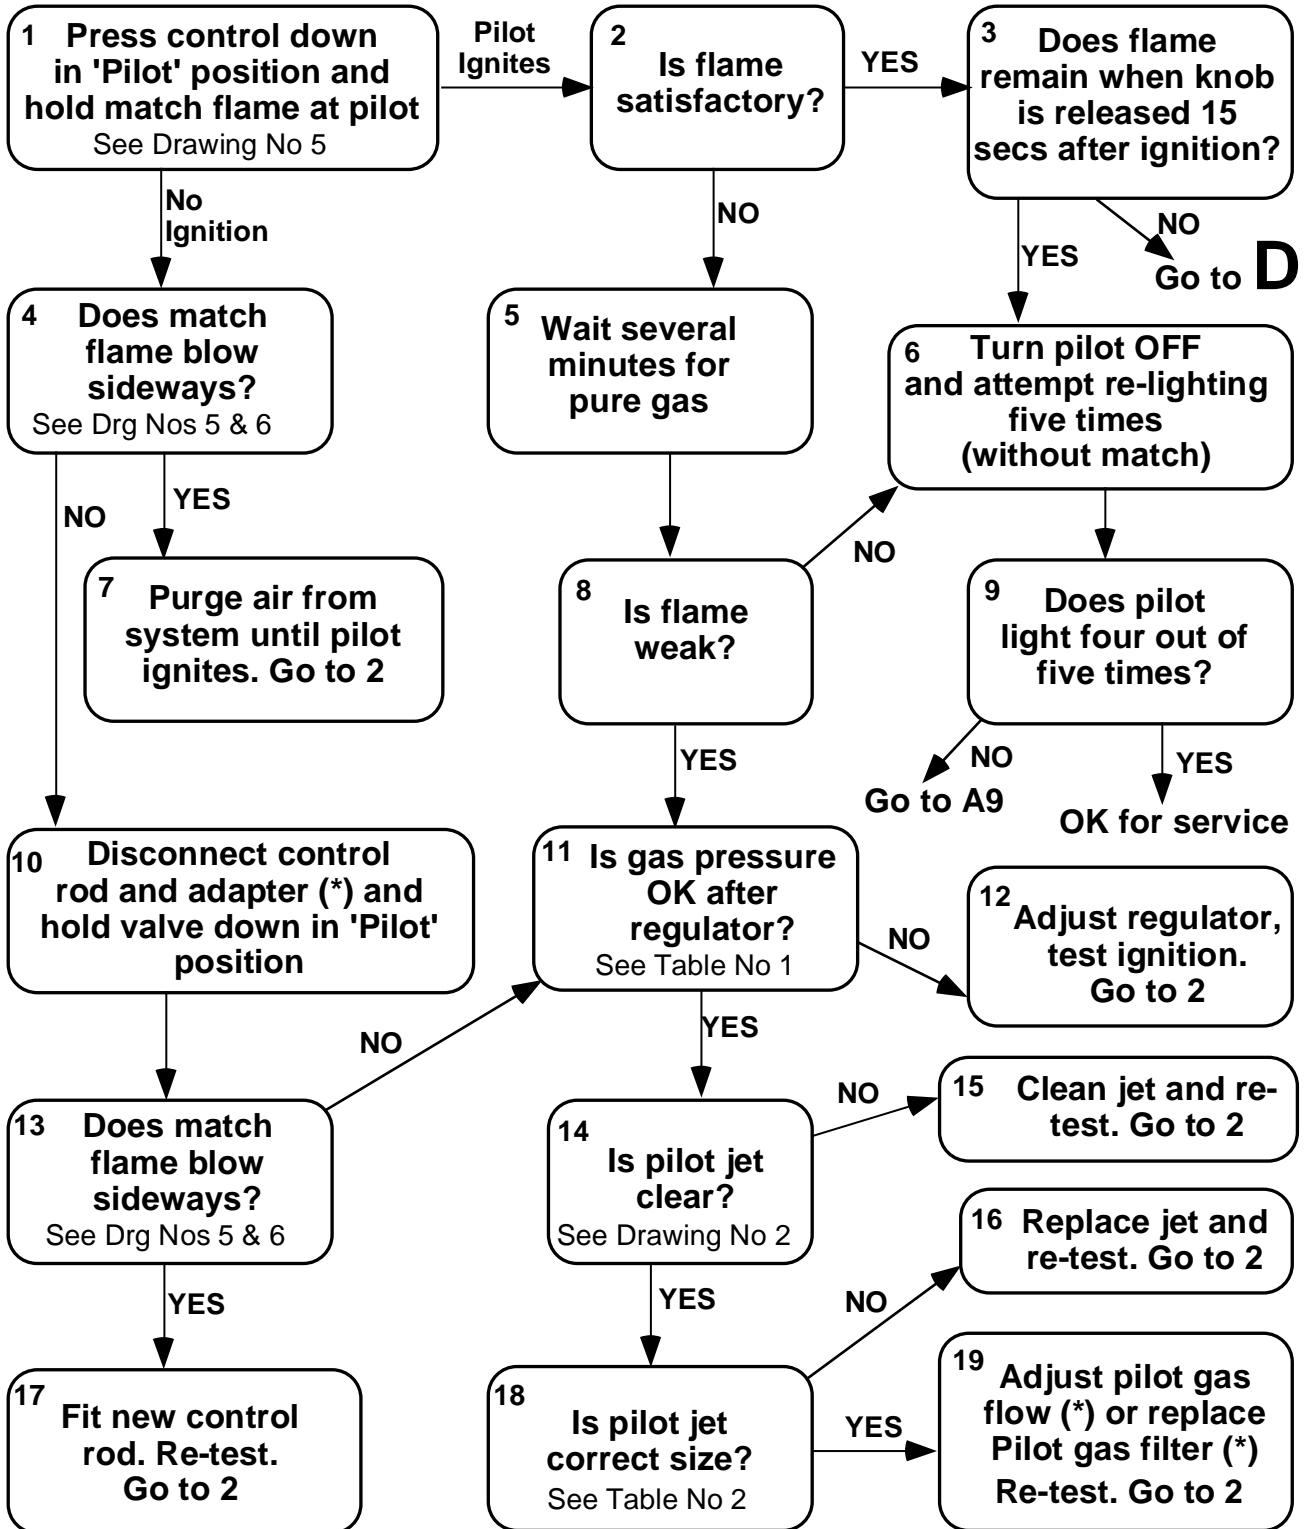 1 Press control down
in 'Pilot' position and
hold match flame at pilot
See Drawing No 5
Pilot
Ignites
2
Is flame
satisfactory?
YES
3
Does flame
remain when knob
is released 15
secs after ignition?
No
Ignition
NO
YES
NO
Go to D
4 Does match
flame blow
sideways?
See Drg Nos 5 & 6
5 Wait several
minutes for
pure gas
6 Turn pilot OFF
and attempt re-lighting
five times
(without match)
NO
YES
NO
7 Purge air from
system until pilot
ignites. Go to 2
8
Is flame
weak?
9 Does pilot
light four out of
five times?
YES
NO
Go to A9
YES
OK for service
10 Disconnect control
rod and adapter (*) and
hold valve down in 'Pilot'
position
11 Is gas pressure
OK after
regulator?
See Table No 1
NO
12 Adjust regulator,
test ignition.
Go to 2
NO
YES
13 Does match
flame blow
sideways?
See Drg Nos 5 & 6
14
Is pilot jet
clear?
See Drawing No 2
NO
15 Clean jet and re-
test. Go to 2
16 Replace jet and
re-test. Go to 2
YES
YES
NO
17
Fit new control
rod. Re-test.
Go to 2
18
Is pilot jet
correct size?
See Table No 2
YES
19 Adjust pilot gas
flow (*) or replace
Pilot gas filter (*)
Re-test. Go to 2